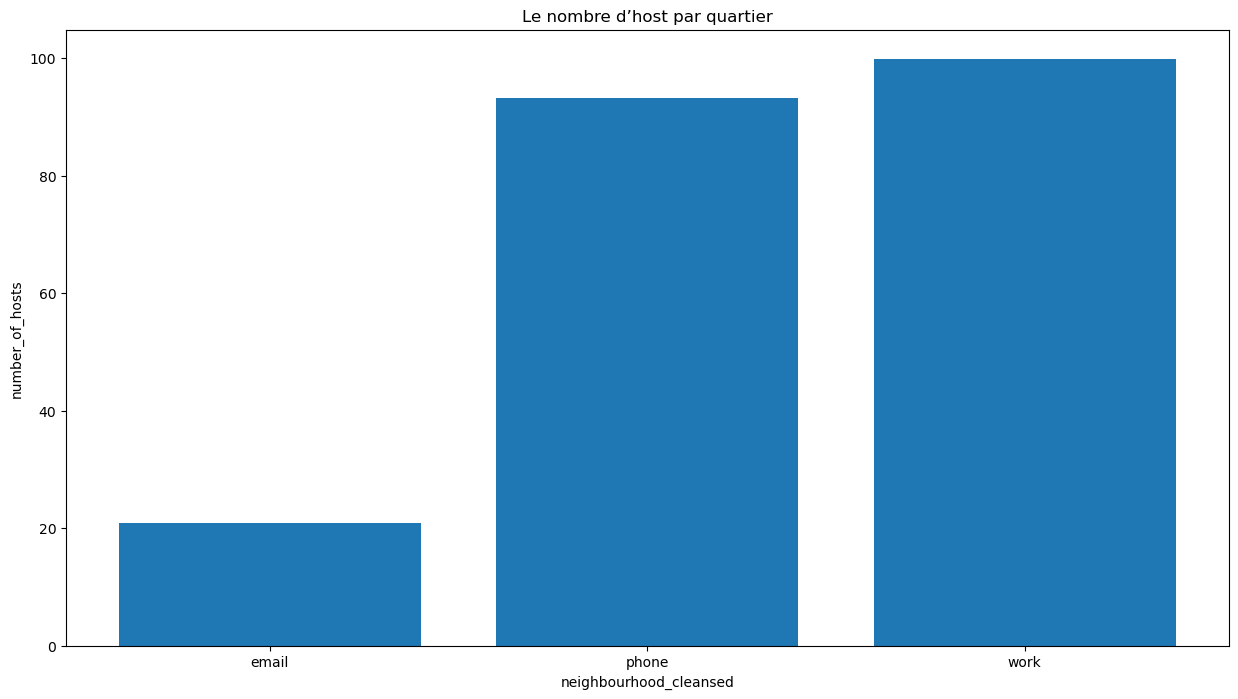 Le nombre d’host par quartier
number_of_hosts
100
80
60
40
20
0
email phone work
neighbourhood_cleansed